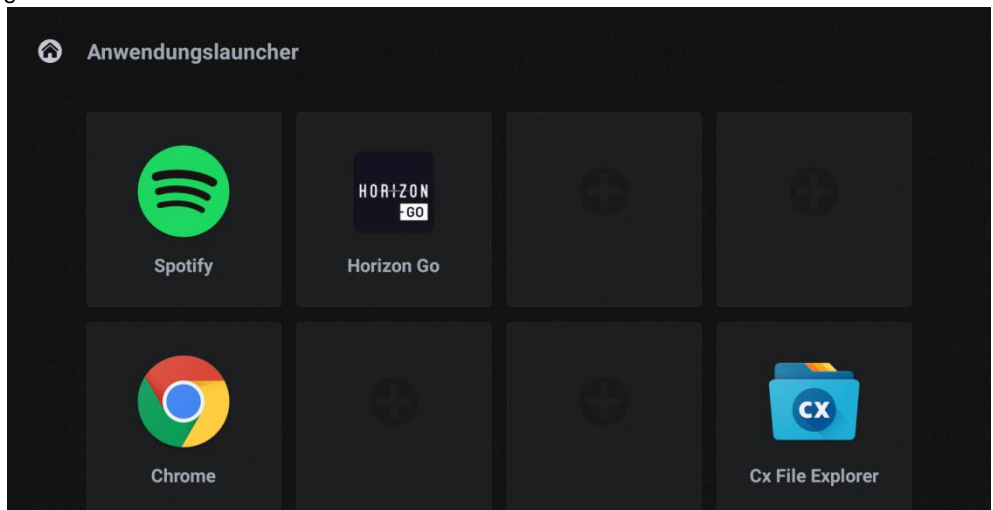 Anwendungslauncher
HORIZON
GO
Spotify
Horizon Go
CX
Chrome
Cx File Explorer